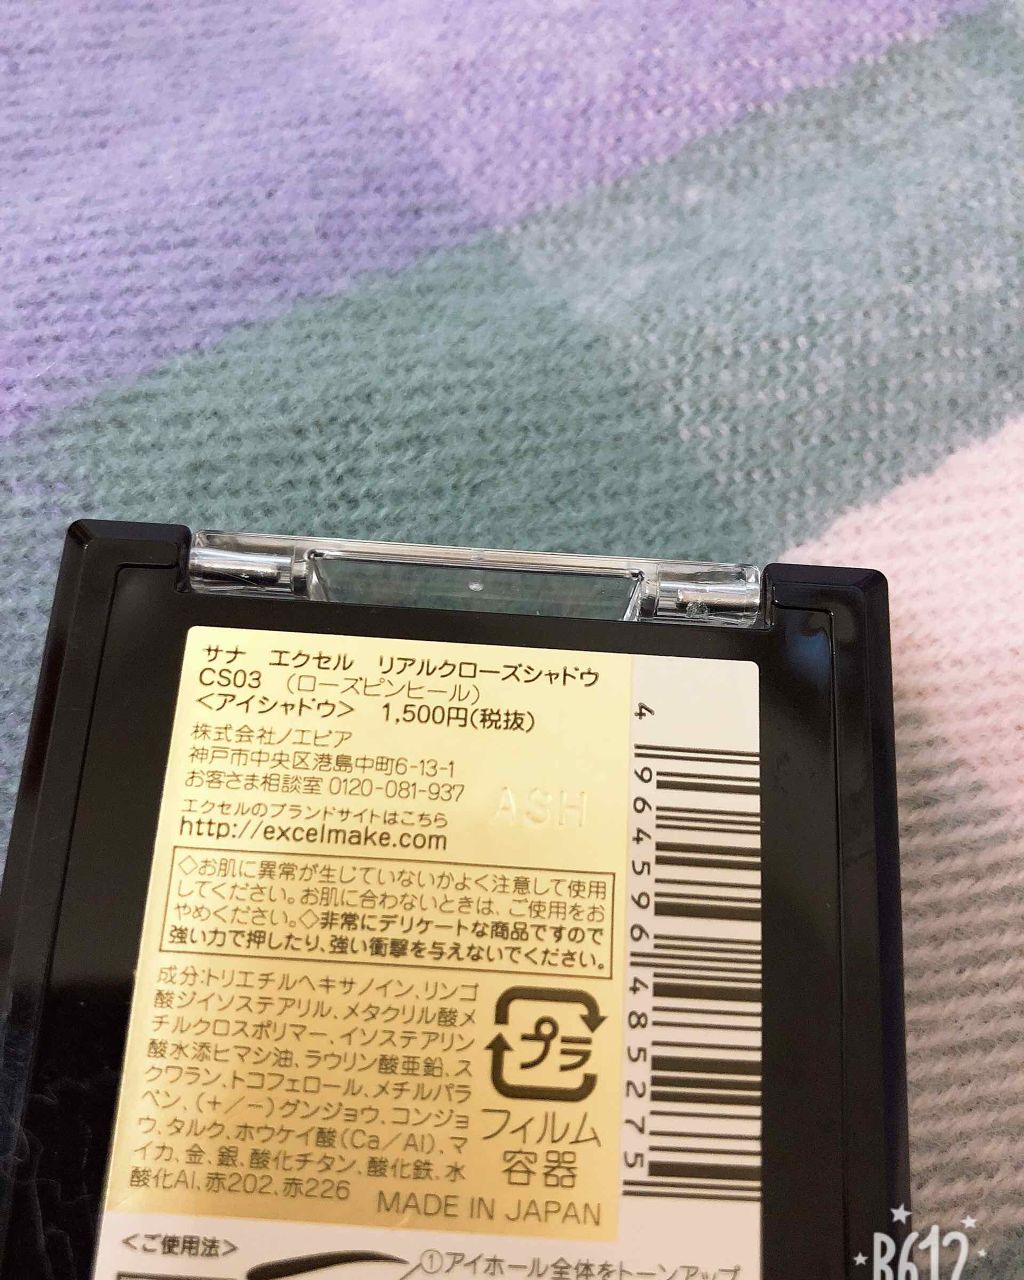 サナ エクセル リアルクローズシャドウ
CS03 (ローズピンヒール)
<アイシャドウ> 1,500円(税抜)
株式会社ノエビア
神戸市中央区港島中町6-13-1
お客さま相談室 0120-081-937
エクセルのブランドサイトはこちら
http://excelmake.com
ASH
◇お肌に異常が生じていないかよく注意して使用
してください。お肌に合わないときは、ご使用をお
やめください。◇非常にデリケートな商品ですので
強い力で押したり、強い衝撃を与えないでください。
成分:トリエチルヘキサノイン、リンゴ
酸ジイソステアリル、メタクリル酸メ
チルクロスポリマー、イソステアリン
酸水添ヒマシ油、ラウリン酸亜鉛、ス
クワラン、トコフェロール、メチルパラ
ベン、(+/-)グンジョウ、コンジョ
ウ、タルク、ホウケイ酸(Ca/Al)、マ
イカ、金、銀、酸化チタン、酸化鉄、水
酸化Al、赤202、赤226
プラ
フィルム
容器
MADE IN JAPAN
4 964596 485275
<ご使用法>
①アイホール全体をトーンアップ
B612